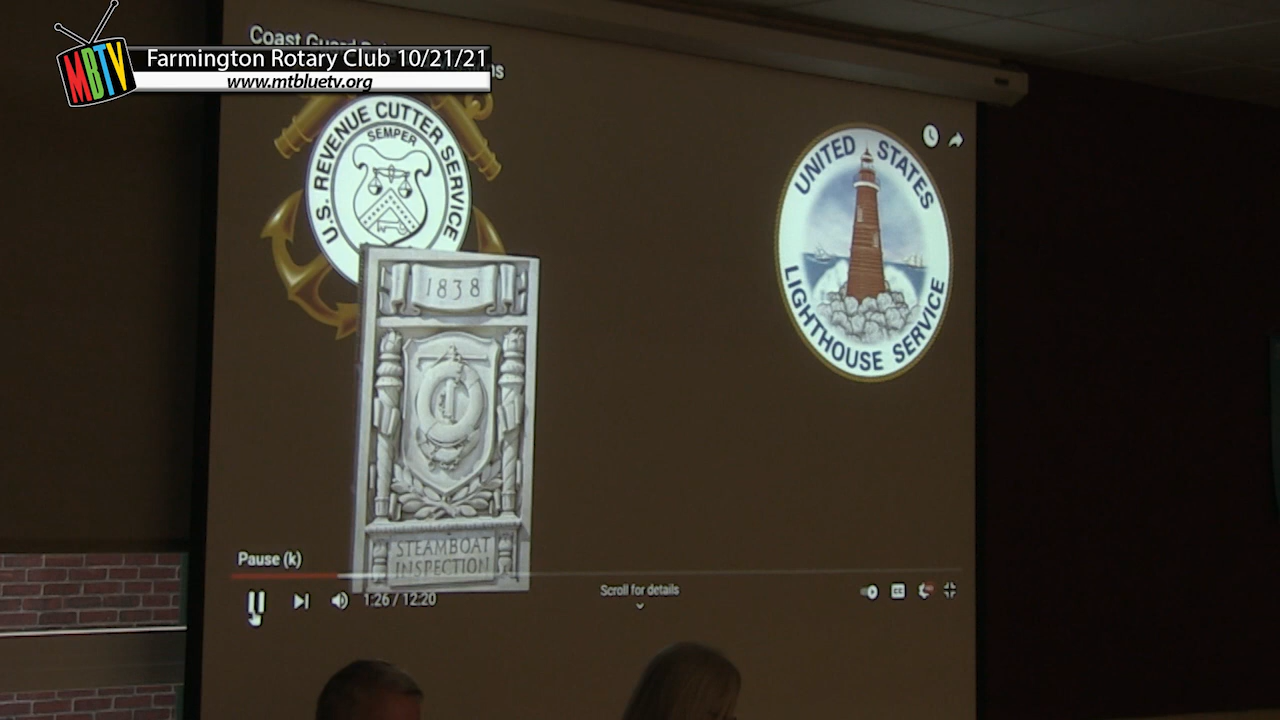 Coast Guard
MBTV
Farmington Rotary Club 10/21/21
www.mtbluetv.org
U.S. REVENUE CUTTER SERVICE
SEMPER
UNITED STATES
LIGHTHOUSE SERVICE
1838
STEAMBOAT
INSPECTION
Pause (k)
1:26 / 12:20
Scroll for details
CC